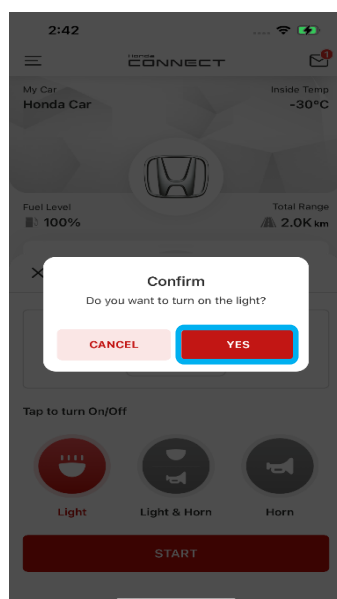 2:42
Honda
CONNECT
1
My Car
Inside Temp
Honda Car
-30°C
Fuel Level
Total Range
100%
2.0K km
Confirm
Do you want to turn on the light?
CANCEL
YES
Tap to turn On/Off
Light
Light & Horn
Horn
START